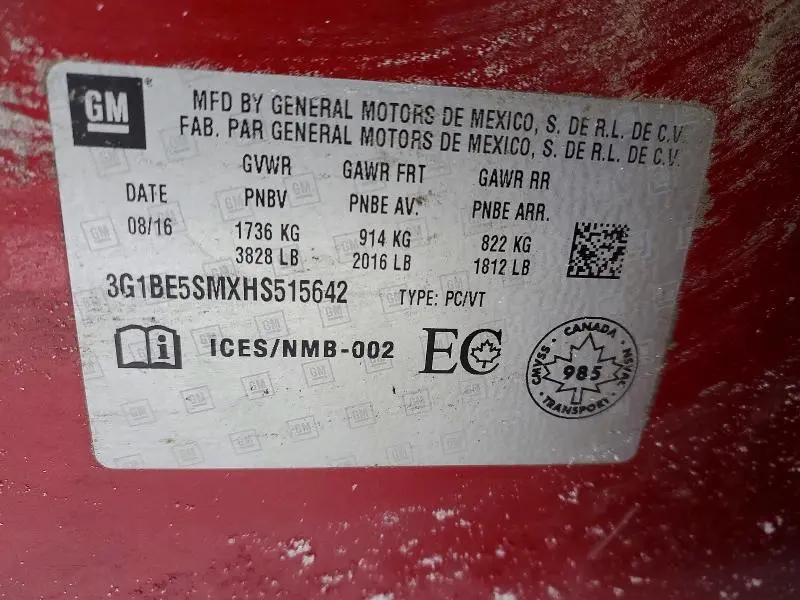 GM
MFD BY GENERAL MOTORS DE MEXICO, S. DE R.L. DE C.V.
FAB. PAR GENERAL MOTORS DE MEXICO, S. DE R.L. DE C.V.
DATE GVWR GAWR FRT GAWR RR
PNBV PNBE AV. PNBE ARR.
08/16 1736 KG 914 KG 822 KG
3828 LB 2016 LB 1812 LB
3G1BE5SMXHS515642 TYPE: PC/VT
i ICES/NMB-002 EC
CANADA
CMVSS 985 NSVAC
TRANSPORT